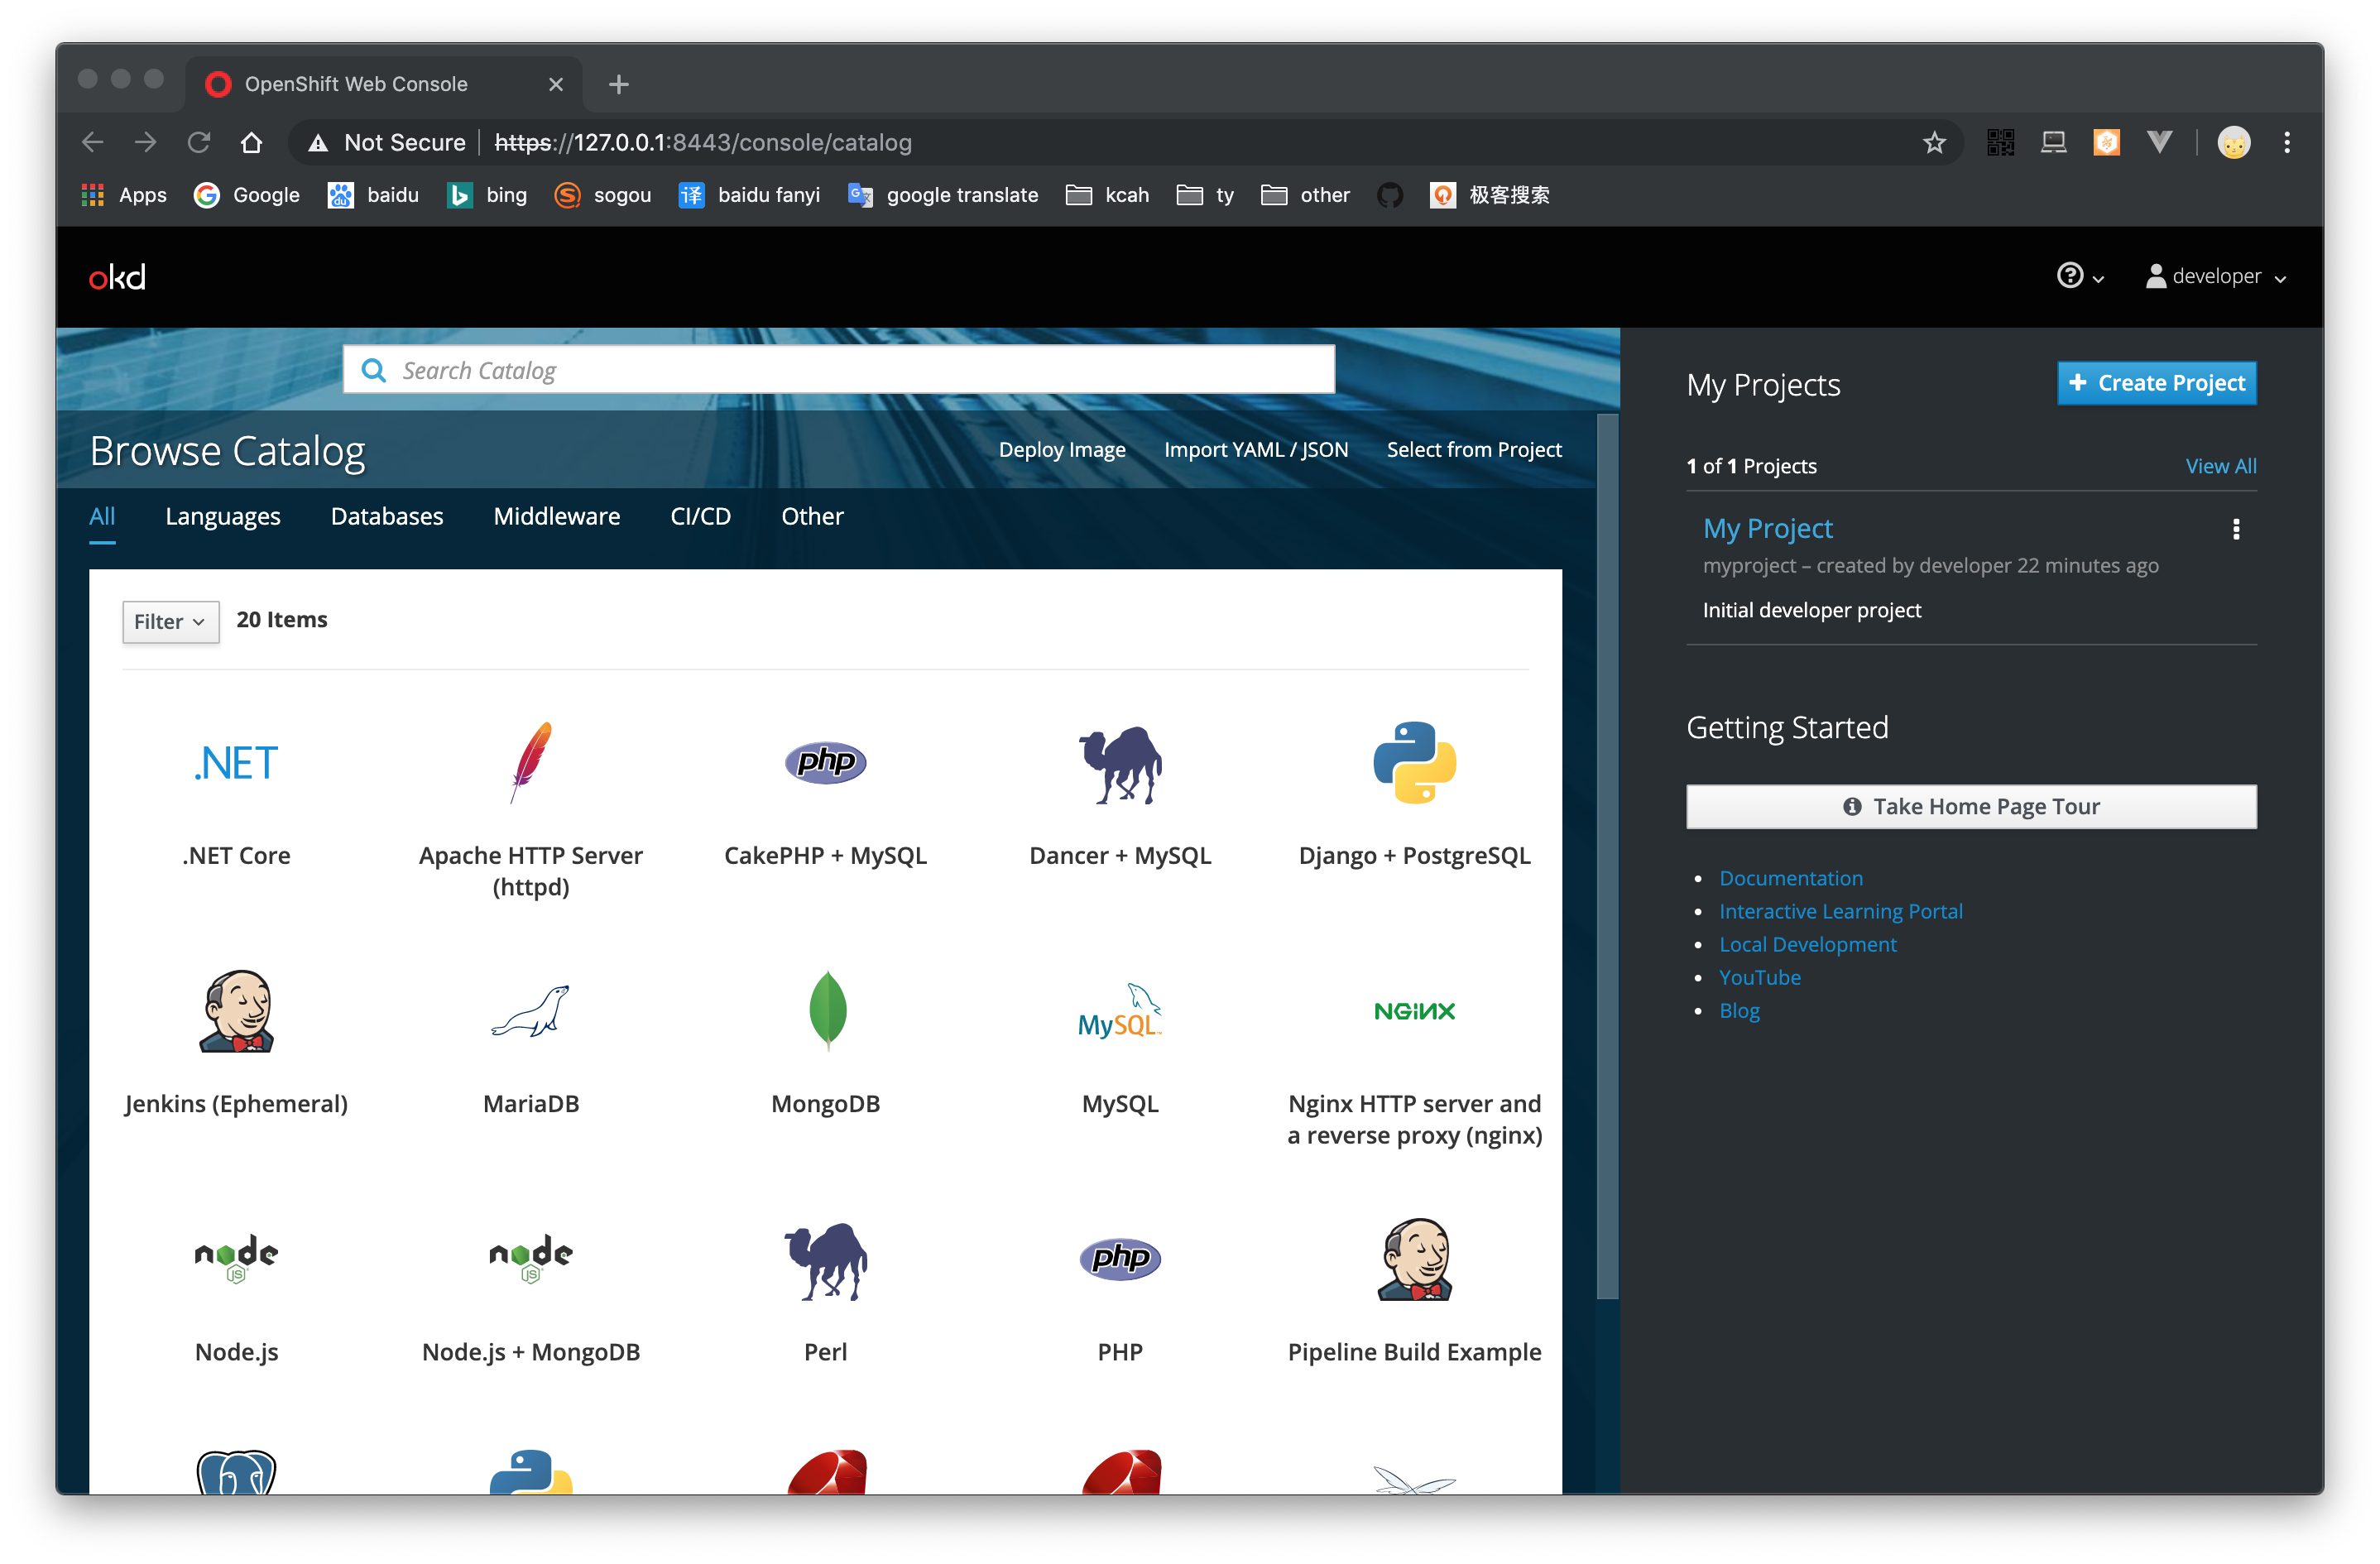 OpenShift Web Console
Not Secure https://127.0.0.1:8443/console/catalog
Apps Google baidu bing sogou 译 baidu fanyi google translate kcah ty other 极客搜索
okd
developer
Search Catalog
Browse Catalog
Deploy Image Import YAML / JSON Select from Project
All Languages Databases Middleware CI/CD Other
Filter 20 Items
.NET php
.NET Core Apache HTTP Server (httpd) CakePHP + MySQL Dancer + MySQL Django + PostgreSQL
MySQL NGINX
Jenkins (Ephemeral) MariaDB MongoDB MySQL Nginx HTTP server and a reverse proxy (nginx)
node JS node JS php
Node.js Node.js + MongoDB Perl PHP Pipeline Build Example
My Projects
Create Project
1 of 1 Projects View All
My Project
myproject – created by developer 22 minutes ago
Initial developer project
Getting Started
Take Home Page Tour
Documentation
Interactive Learning Portal
Local Development
YouTube
Blog